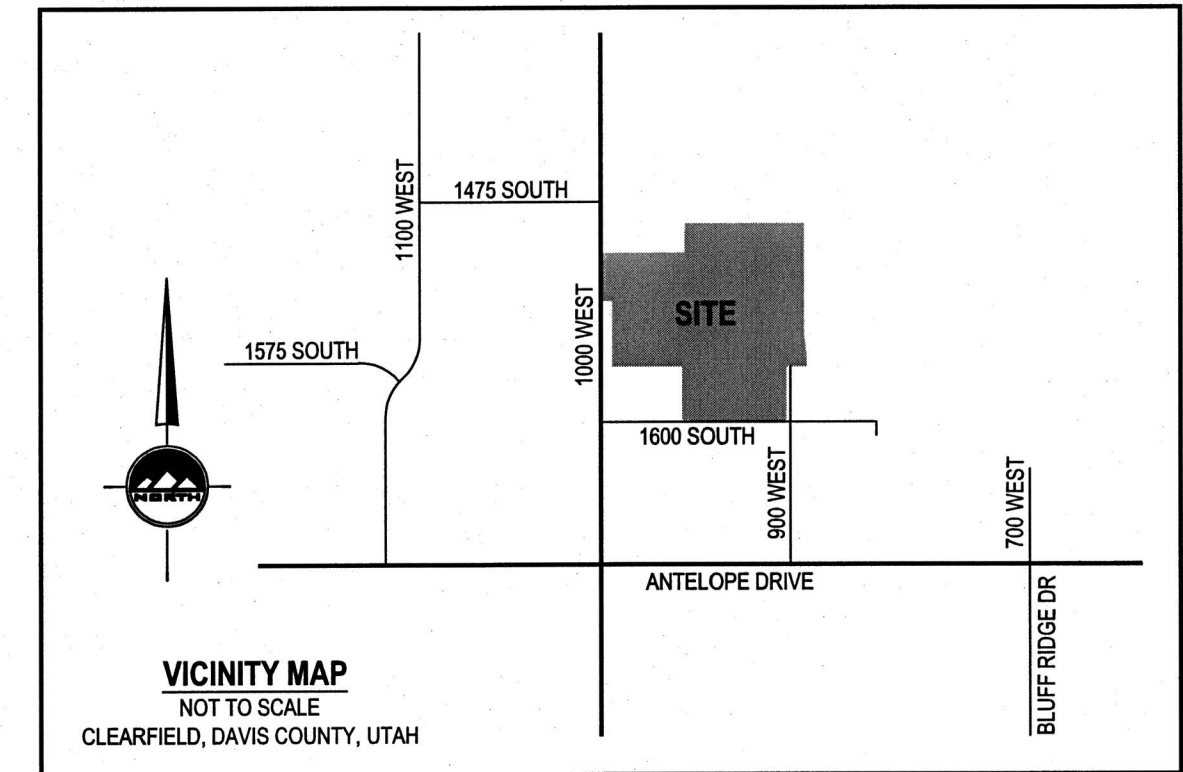 1100 WEST
1475 SOUTH
1000 WEST
SITE
1575 SOUTH
1600 SOUTH
900 WEST
700 WEST
NORTH
ANTELOPE DRIVE
BLUFF RIDGE DR
VICINITY MAP
NOT TO SCALE
CLEARFIELD, DAVIS COUNTY, UTAH